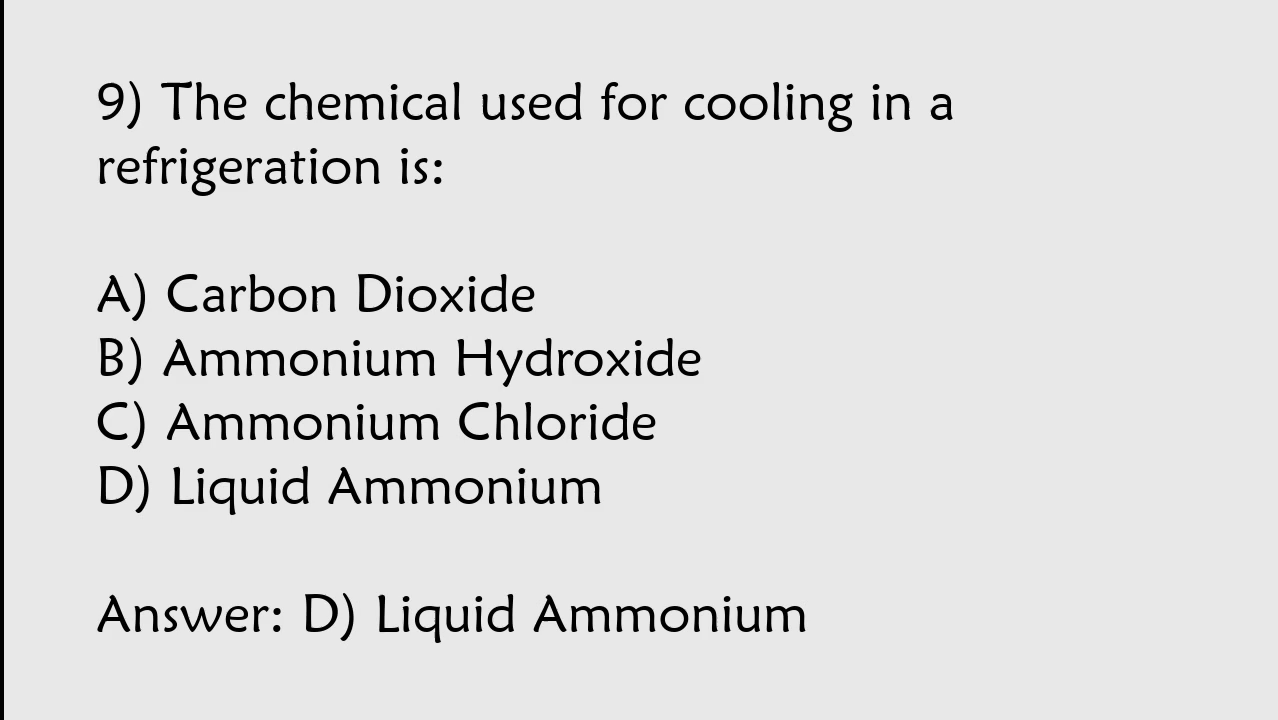 9) The chemical used for cooling in a
refrigeration is:
A) Carbon Dioxide
B) Ammonium Hydroxide
C) Ammonium Chloride
D) Liquid Ammonium
Answer: D) Liquid Ammonium